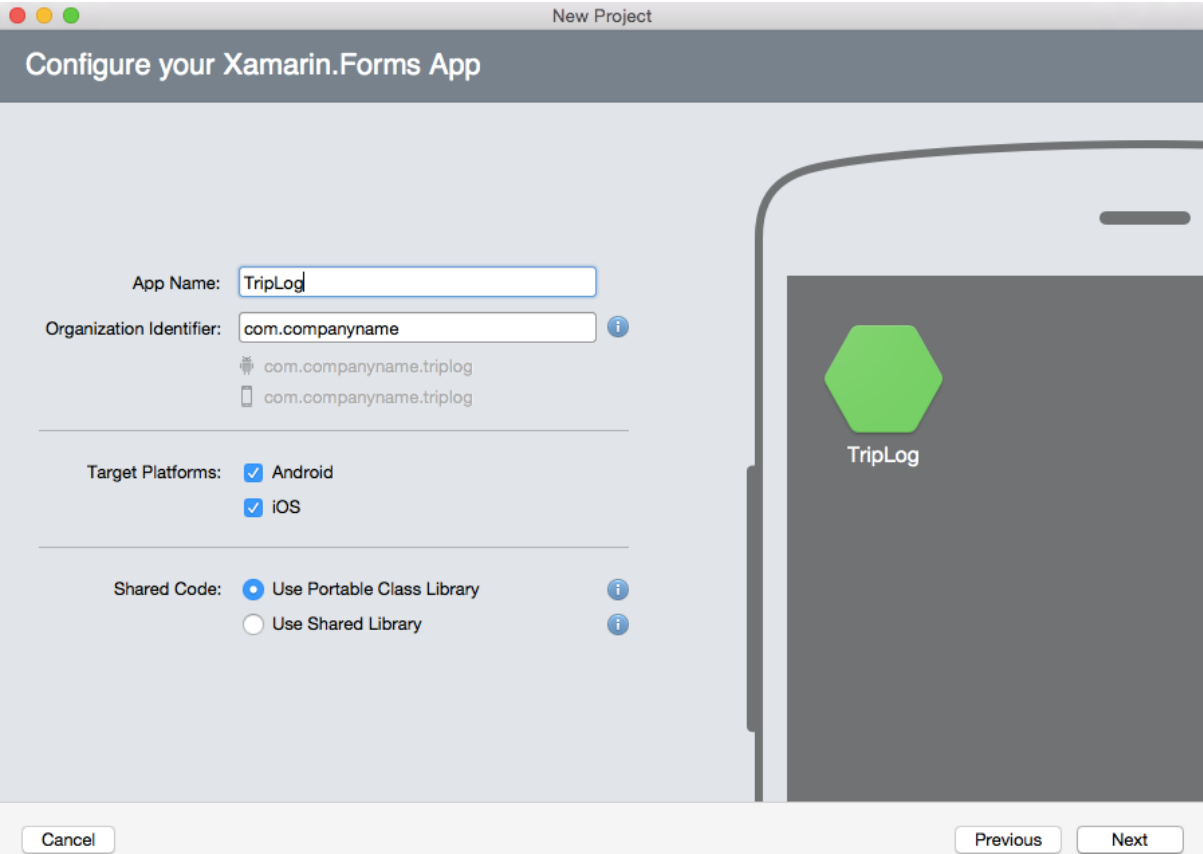 New Project
Configure your Xamarin.Forms App
App Name: TripLog
Organization Identifier: com.companyname
com.companyname.triplog
com.companyname.triplog
Target Platforms: Android
iOS
Shared Code: Use Portable Class Library
Use Shared Library
TripLog
Cancel Previous Next